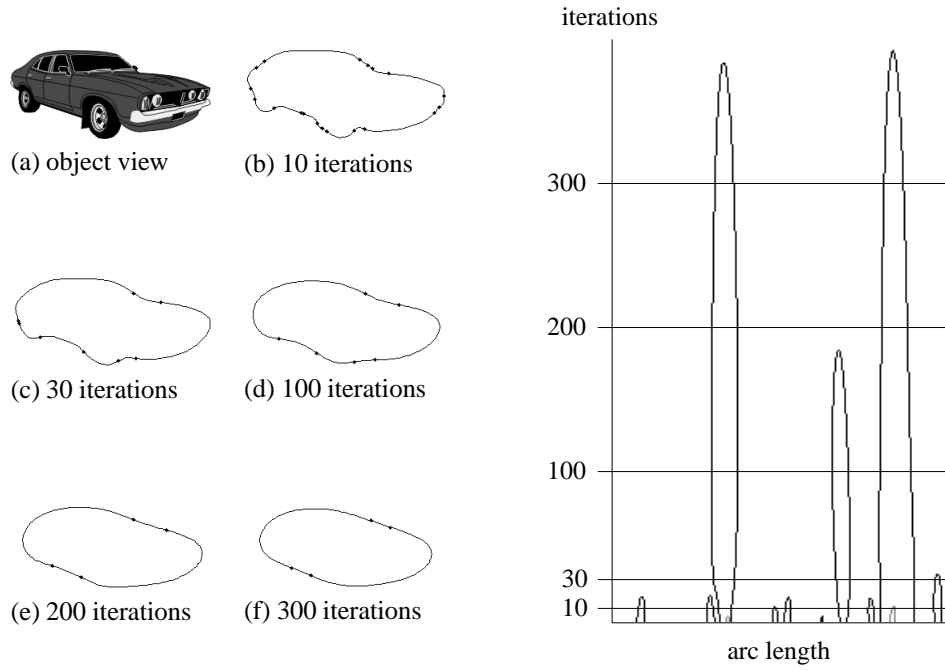 (a) object view
(b) 10 iterations
(c) 30 iterations
(d) 100 iterations
(e) 200 iterations
(f) 300 iterations
iterations
300
200
100
30
10
arc length